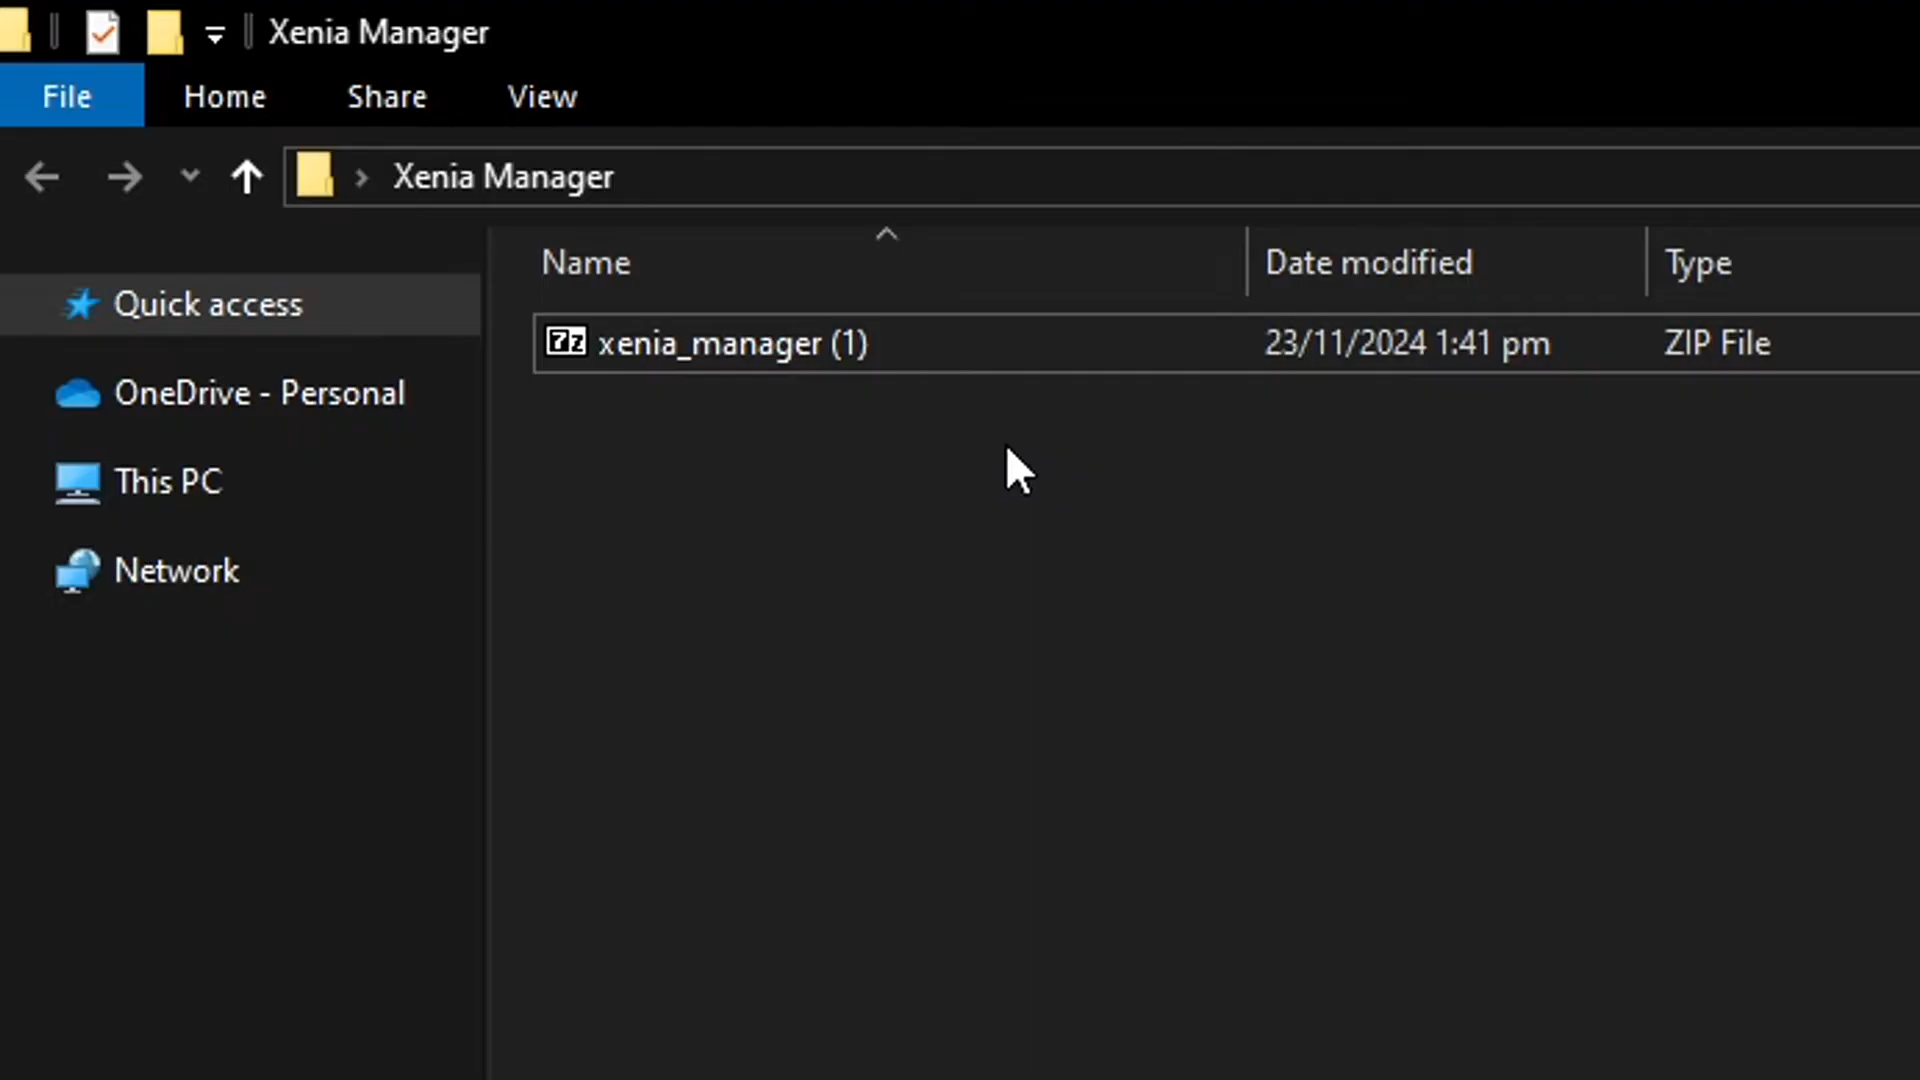 Xenia Manager
File Home Share View
Xenia Manager
Name Date modified Type
Quick access
7z xenia_manager (1) 23/11/2024 1:41 pm ZIP File
OneDrive - Personal
This PC
Network